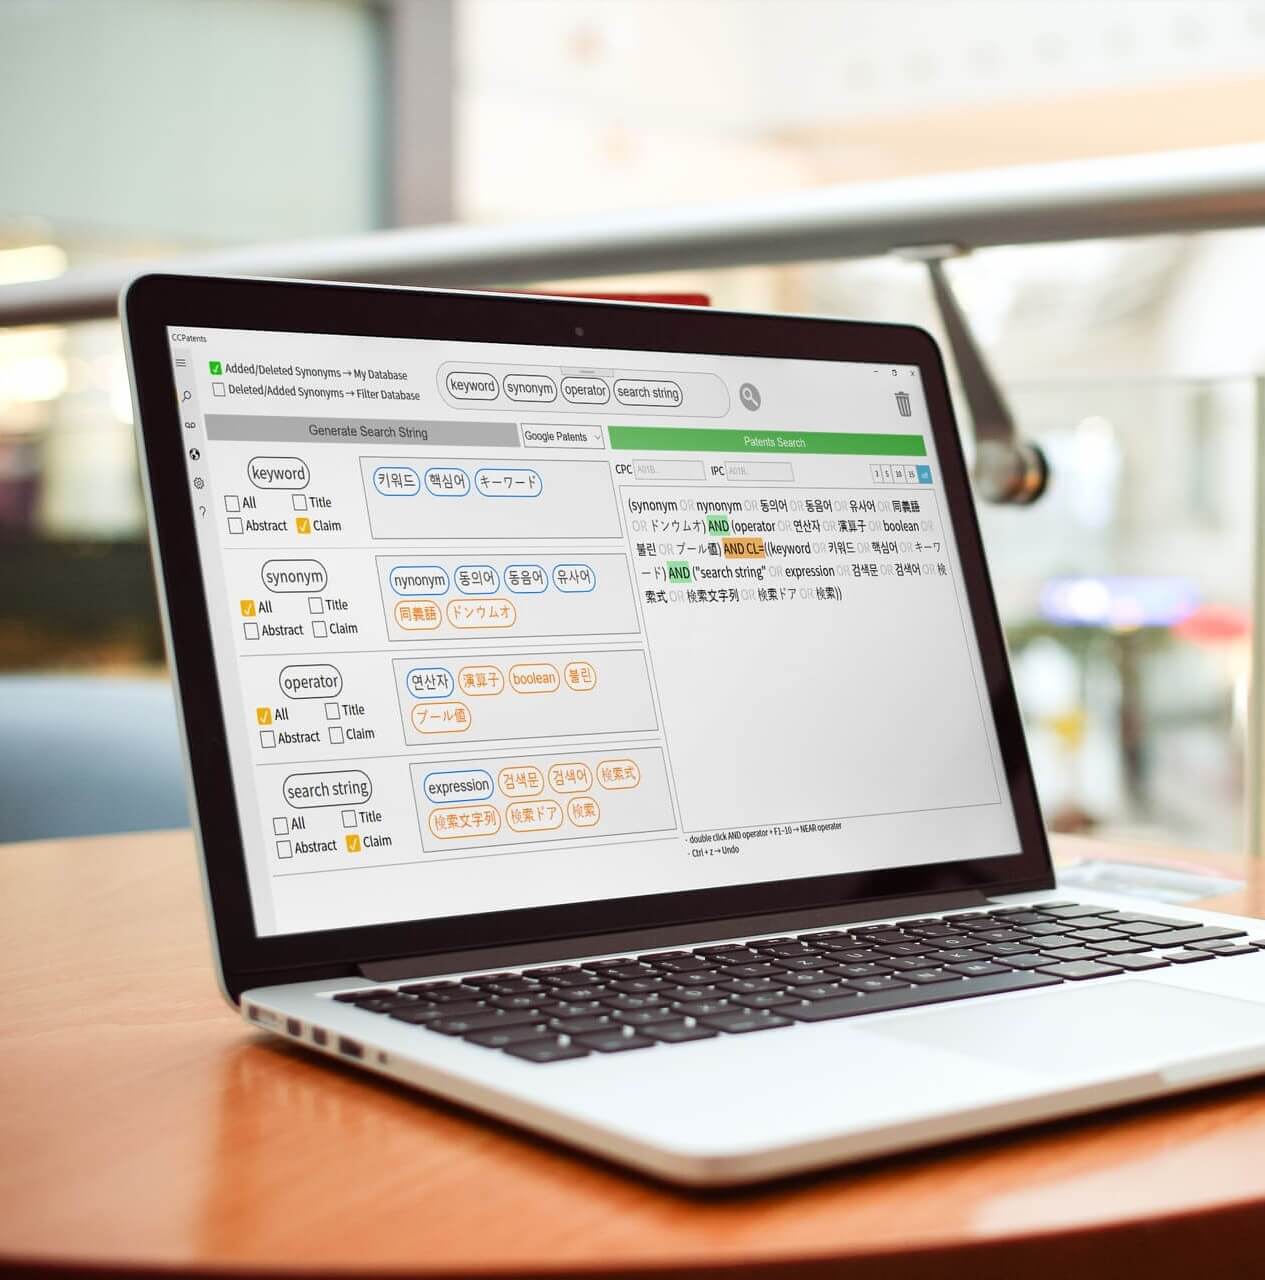 CCPatents
Added/Deleted Synonyms → My Database
Deleted/Added Synonyms → Filter Database
keyword synonym operator search string
Generate Search String
Google Patents
Patents Search
keyword
All Title
Abstract Claim
키워드 핵심어 キーワード
synonym
All Title
Abstract Claim
nynonym 동의어 동음어 유사어
同義語 ドンウムオ
operator
All Title
Abstract Claim
연산자 演算子 boolean 불린
ブール値
search string
All Title
Abstract Claim
expression 검색문 검색어 検索式
検索文字列 検索ドア 検索
CPC A01B... IPC A01B...
1 5 10 15 all
(synonym OR nynonym OR 동의어 OR 동음어 OR 유사어 OR 同義語
OR ドンウムオ) AND (operator OR 연산자 OR 演算子 OR boolean OR
불린 OR ブール値) AND CL=((keyword OR 키워드 OR 핵심어 OR キーワ
ード) AND ("search string" OR expression OR 검색문 OR 검색어 OR 検
索式 OR 検索文字列 OR 検索ドア OR 検索))
- double click AND operator + F1~10 → NEAR operater
- Ctrl + z → Undo